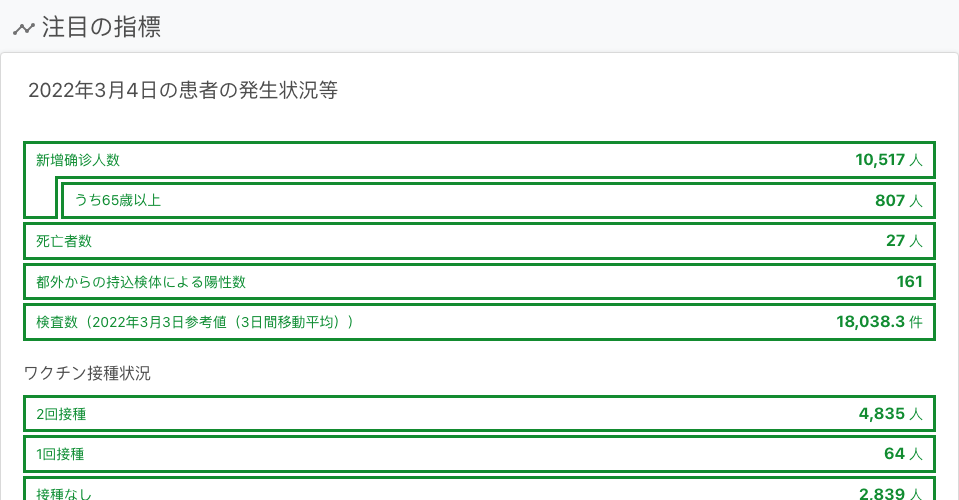 注目の指標
2022年3月4日の患者の発生状況等
新增确诊人数 10,517 人
うち65歳以上 807 人
死亡者数 27 人
都外からの持込検体による陽性数 161
検査数（2022年3月3日参考値（3日間移動平均）） 18,038.3 件
ワクチン接種状況
2回接種 4,835 人
1回接種 64 人
接種なし 2,839 人